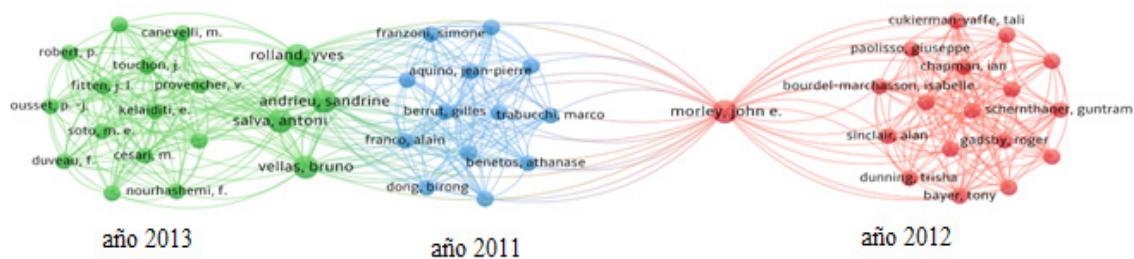 canevelli, m.
robert, p.
touchon, j.
fitten, j. l.
provencher, v.
ousset, p. -j.
kelaiditi, e.
soto, m. e.
cesari, m.
duveau, f.
nourhashemi, f.
rolland, yves
andrieu, sandrine
salva, antoni
vellas, bruno
franzoni, simone
aquino, jean-pierre
berrut, gilles
trabucchi, marco
franco, alain
benetos, athanase
dong, birong
morley, john e.
cukierman-yaffe, tali
paolisso, giuseppe
chapman, ian
bourdel-marchasson, isabelle
schernthaner, guntram
sinclair, alan
gadsby, roger
dunning, trisha
bayer, tony
año 2013
año 2011
año 2012